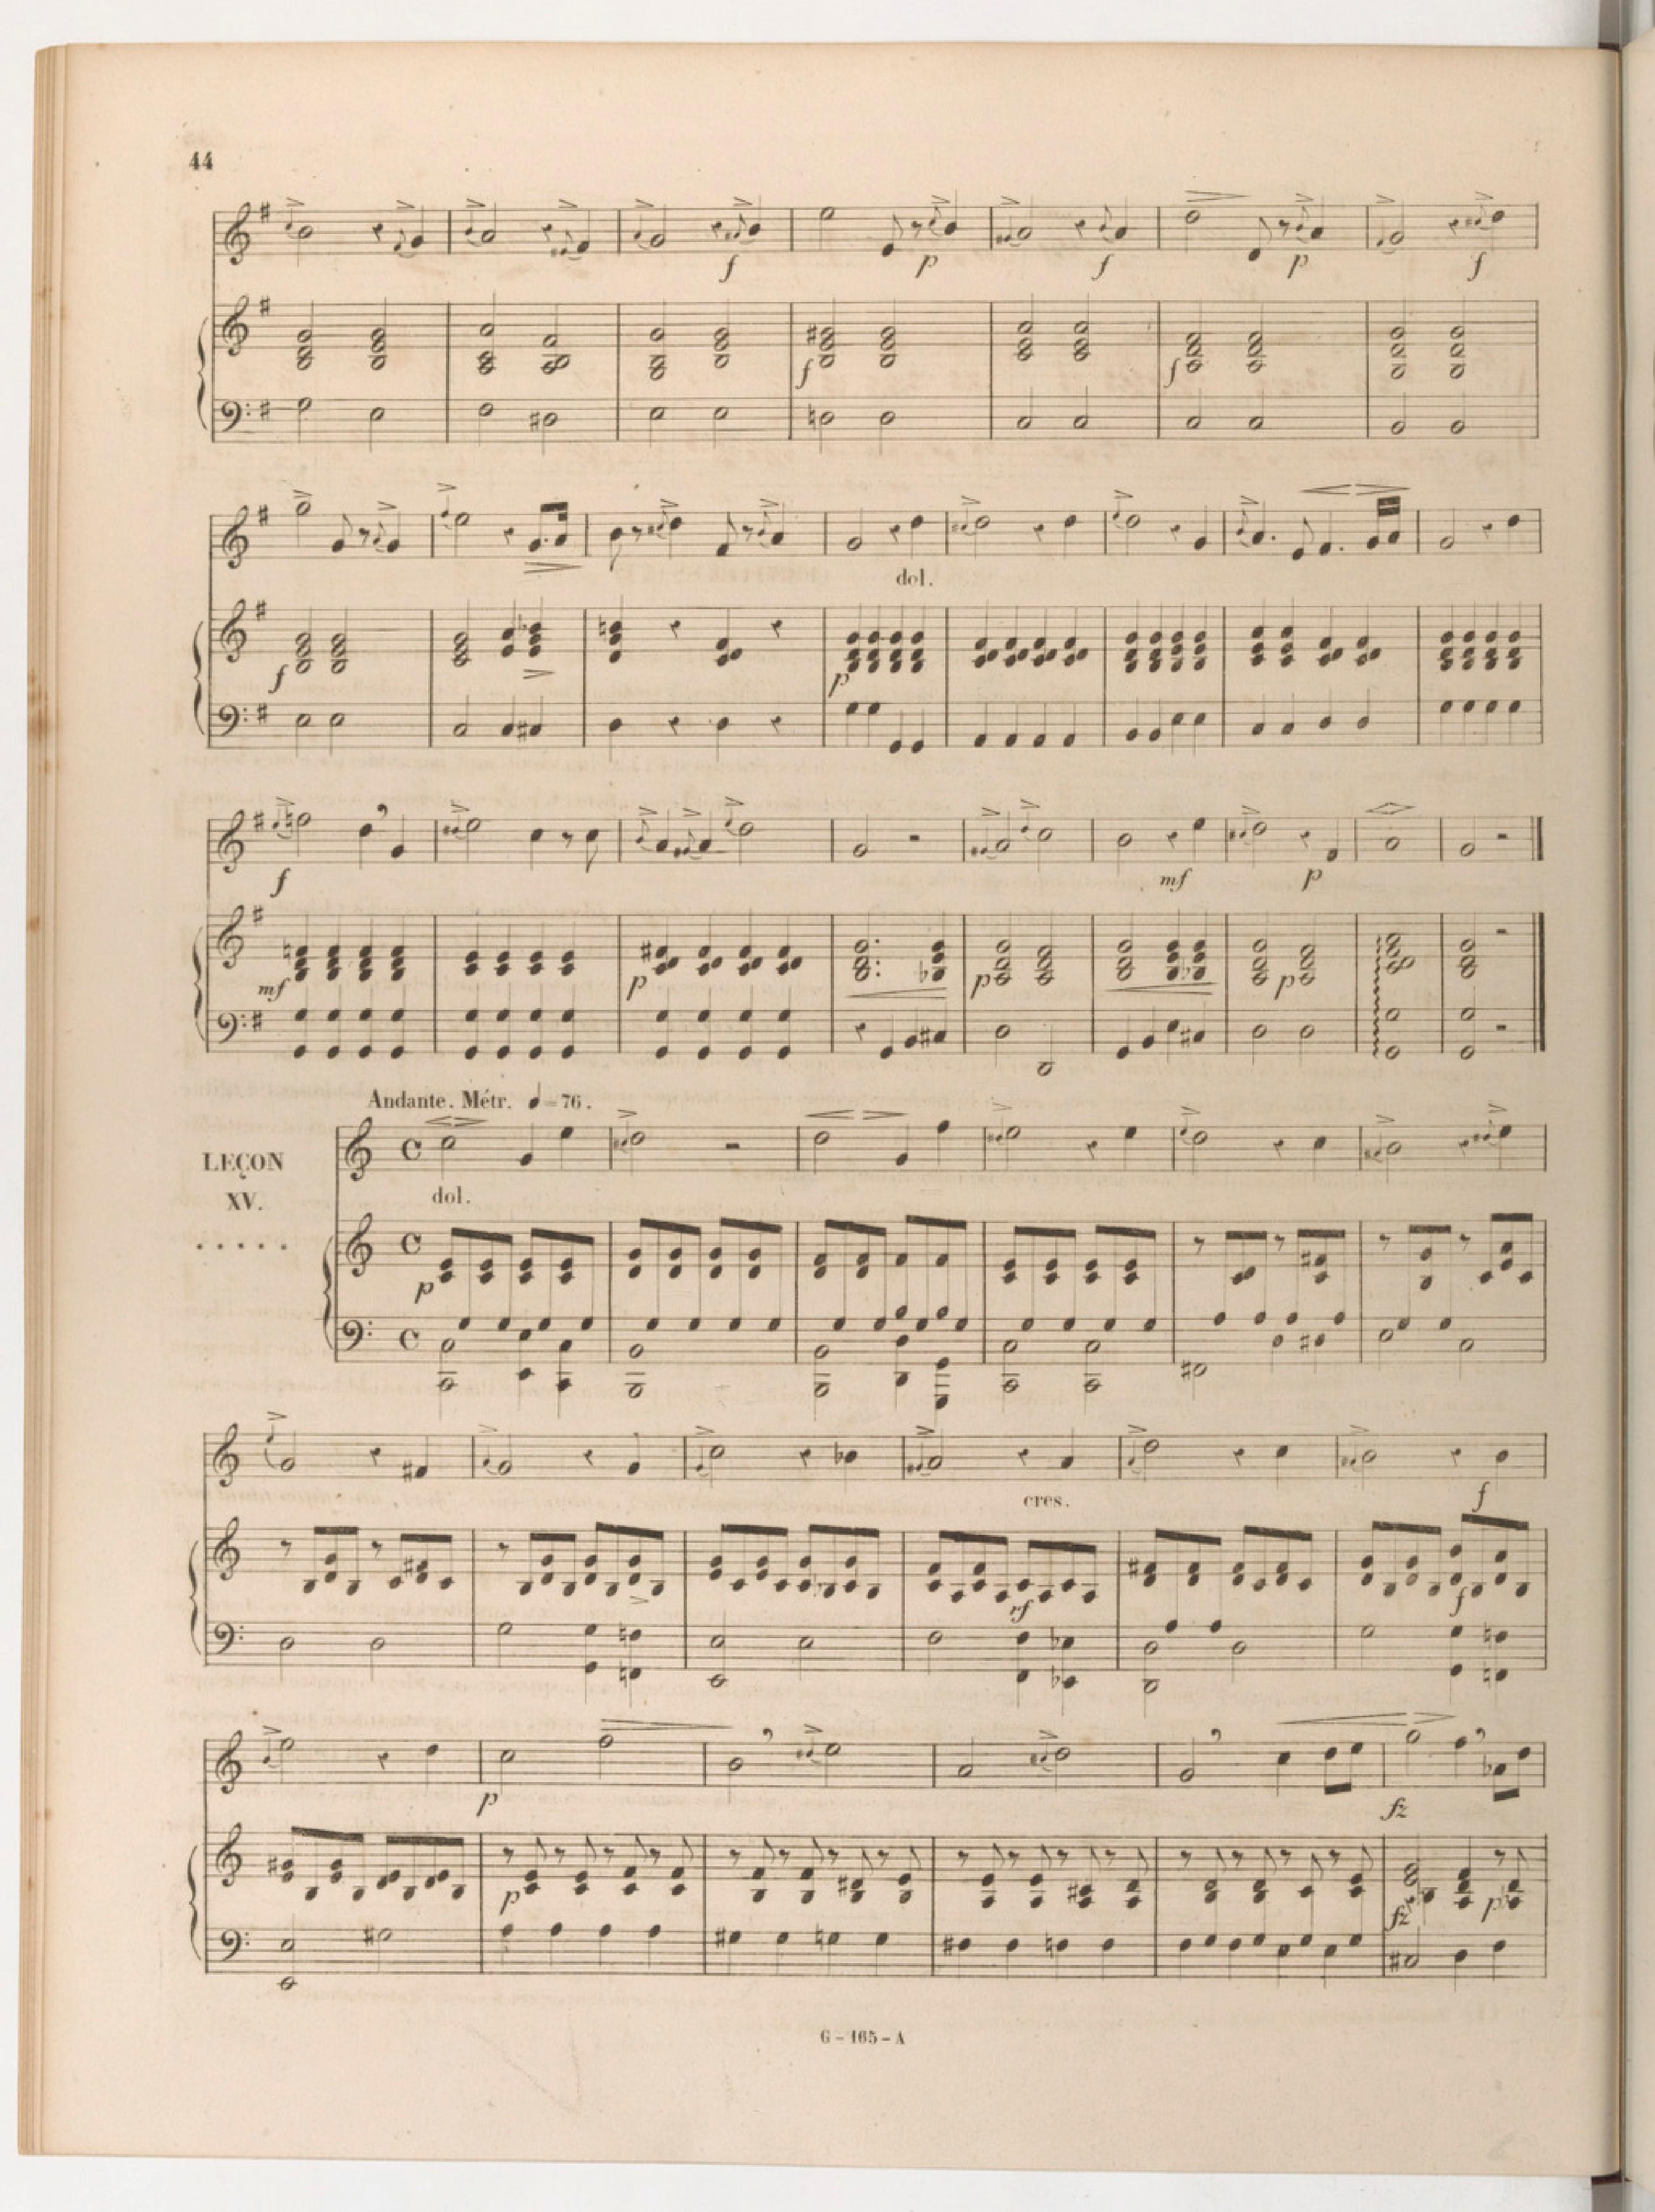 44
f p f p f
f f
dol.
f p
f mf p
mf p p p
Andante. Métr. ♩=76.
LEÇON
XV.
.....
dol.
p
cres.
f
rf f
p fz
p fz p
G-165-A